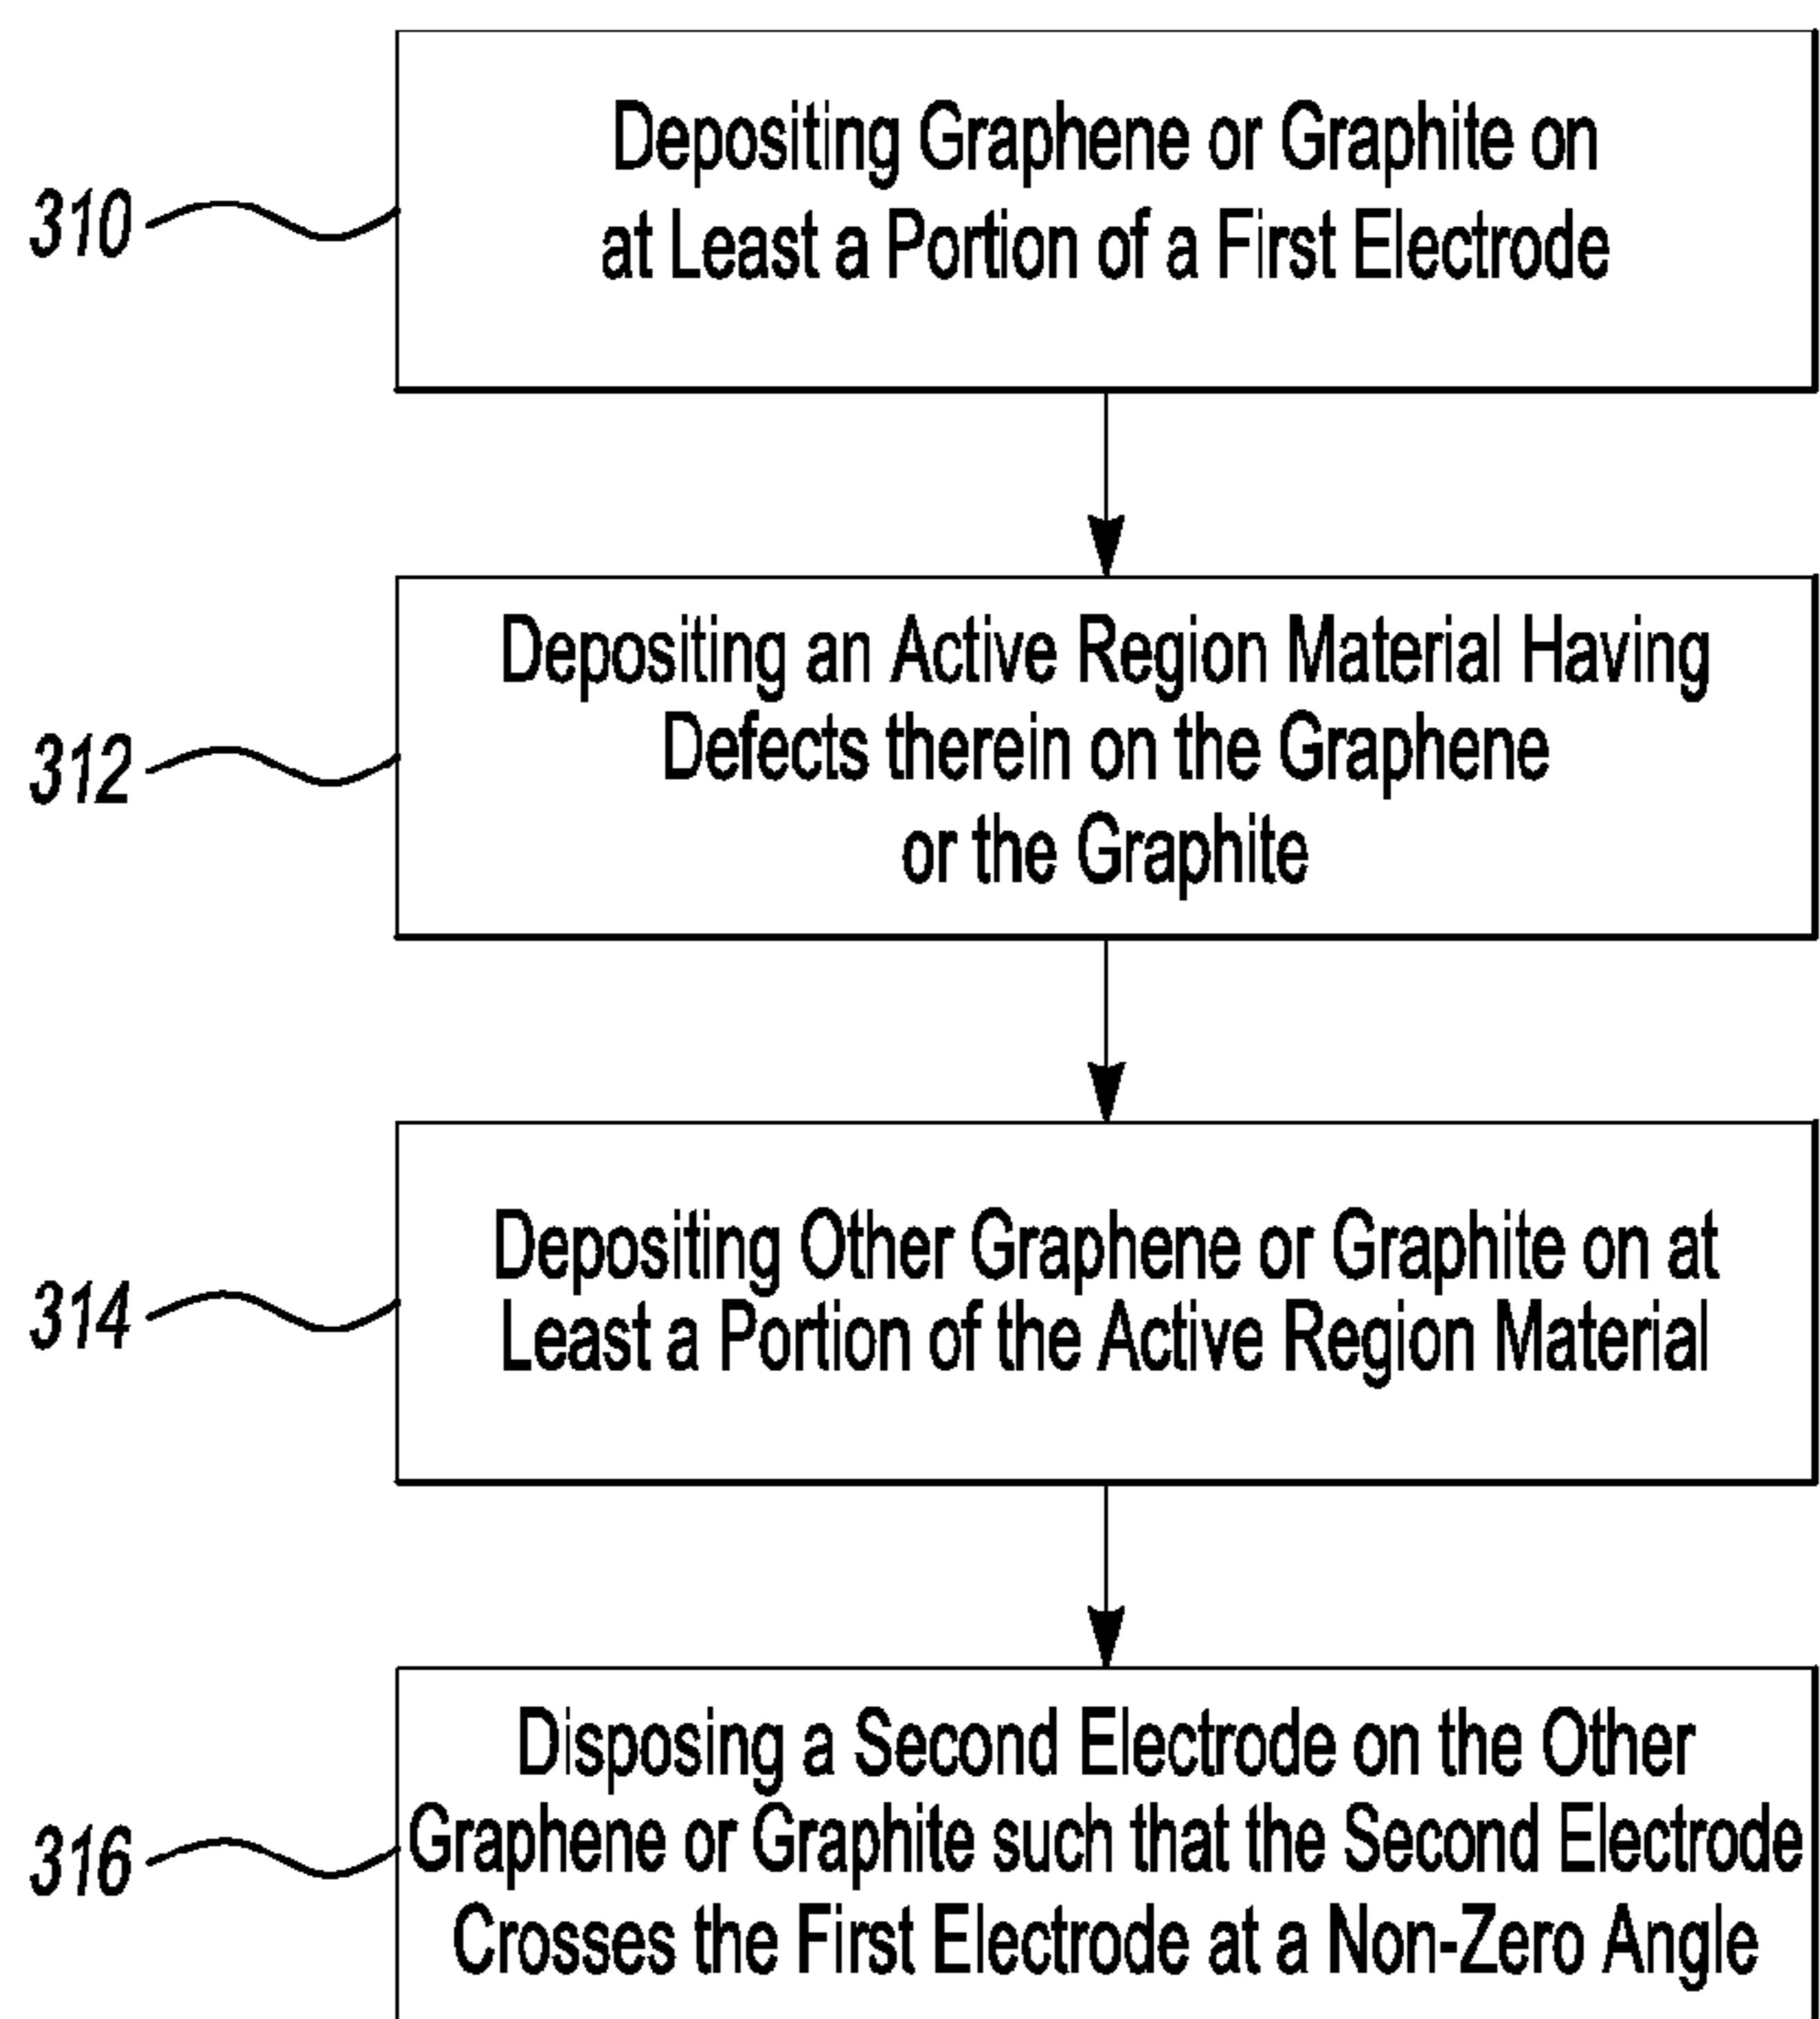 310
Depositing Graphene or Graphite on
at Least a Portion of a First Electrode
312
Depositing an Active Region Material Having
Defects therein on the Graphene
or the Graphite
314
Depositing Other Graphene or Graphite on at
Least a Portion of the Active Region Material
316
Disposing a Second Electrode on the Other
Graphene or Graphite such that the Second Electrode
Crosses the First Electrode at a Non-Zero Angle